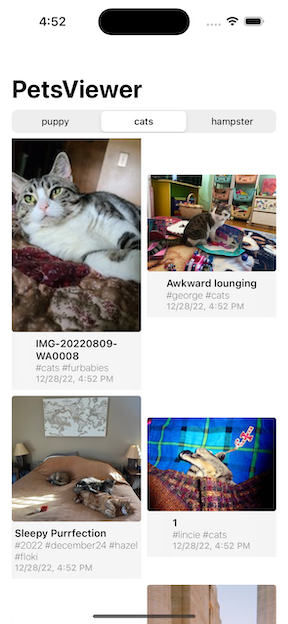 4:52
PetsViewer
puppy
cats
hampster
IMG-20220809-
WA0008
#cats #furbabies
12/28/22, 4:52 PM
Awkward lounging
#george #cats
12/28/22, 4:52 PM
Sleepy Purrfection
#2022 #december24 #hazel
#floki
12/28/22, 4:52 PM
1
#lincie #cats
12/28/22, 4:52 PM